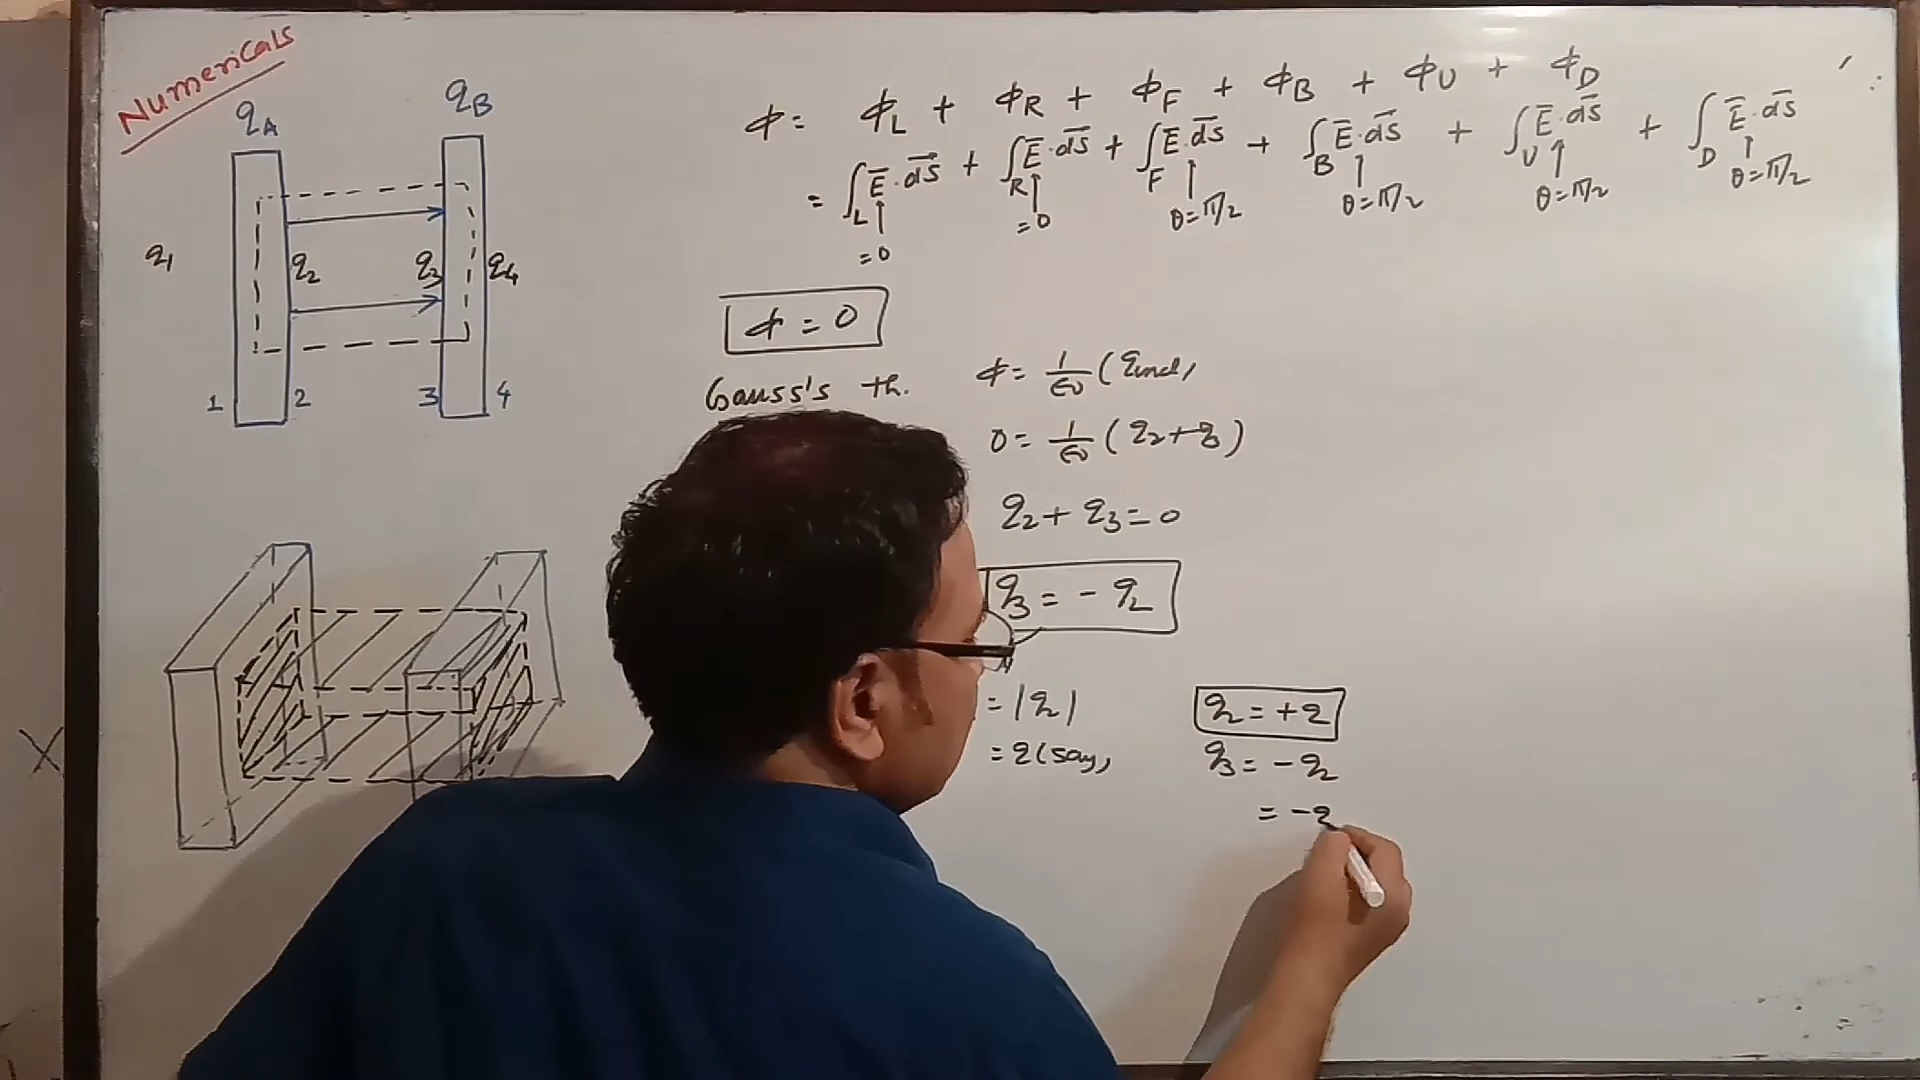 Numericals
qA
qB
q1
q2
q3
q4
1
2
3
4
ϕ = ϕL + ϕR + ϕF + ϕB + ϕU + ϕD
= ∫L E̅·ds̅ + ∫R E̅·ds̅ + ∫F E̅·ds̅ + ∫B E̅·ds̅ + ∫U E̅·ds̅ + ∫D E̅·ds̅
↑ ↑ ↑ ↑ ↑ ↑
=0 =0 θ=π/2 θ=π/2 θ=π/2 θ=π/2
ϕ = 0
Gauss's th. ϕ = 1/ε0 (qincl)
0 = 1/ε0 (q2+q3)
q2 + q3 = 0
q3 = - q2
= |q2|
= q (say)
q2 = +q
q3 = - q2
= -q
X